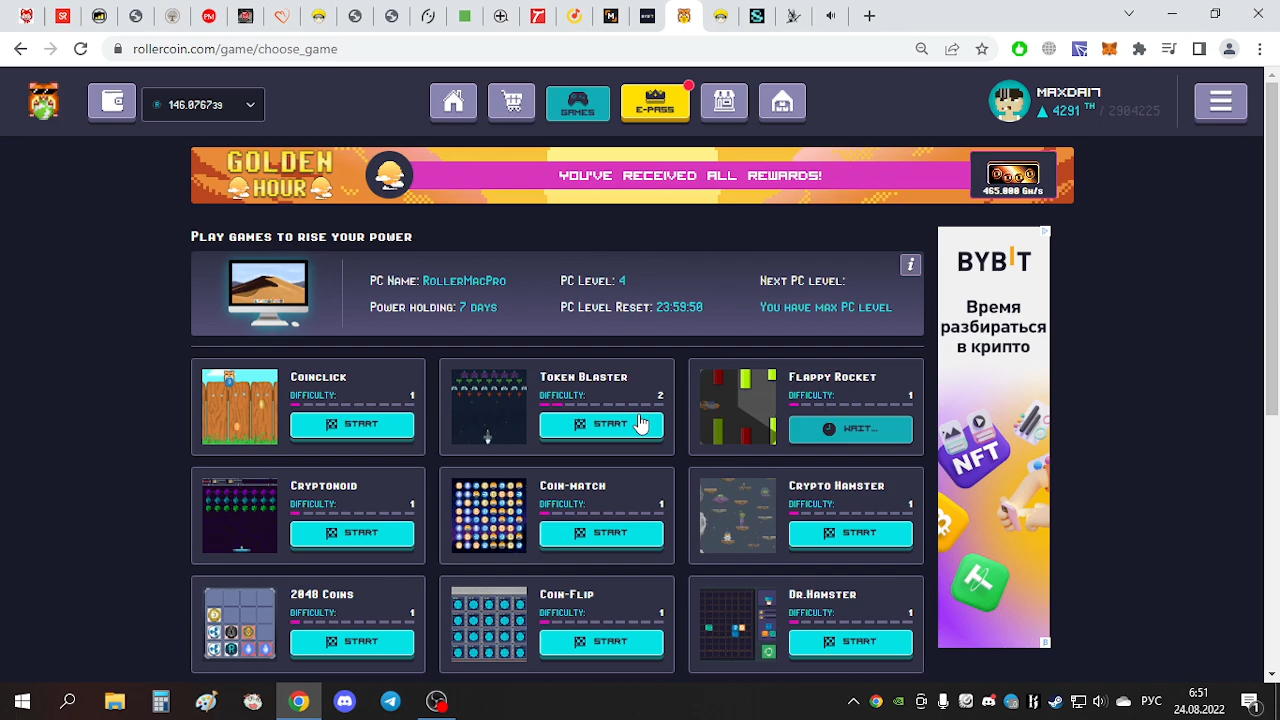 rollercoin.com/game/choose_game
146.076739
GAMES
E-PASS
MAXDAIN
4291 TH / 2904225
GOLDEN
HOUR
YOU'VE RECEIVED ALL REWARDS!
465.000 Gh/s
PLAY GAMES TO RISE YOUR POWER
PC NAME: ROLLERMACPRO
PC LEVEL: 4
NEXT PC LEVEL:
POWER HOLDING: 7 DAYS
PC LEVEL RESET: 23:59:50
YOU HAVE MAX PC LEVEL
BYBIT
Время
разбираться
в крипто
NFT
COINCLICK
DIFFICULTY: 1
START
TOKEN BLASTER
DIFFICULTY: 2
START
FLAPPY ROCKET
DIFFICULTY: 1
WAIT...
CRYPTONOID
DIFFICULTY: 1
START
COIN-MATCH
DIFFICULTY: 1
START
CRYPTO HAMSTER
DIFFICULTY: 1
START
2048 COINS
DIFFICULTY: 1
START
COIN-FLIP
DIFFICULTY: 1
START
DR.HAMSTER
DIFFICULTY: 1
START
РУС
6:51
24.08.2022